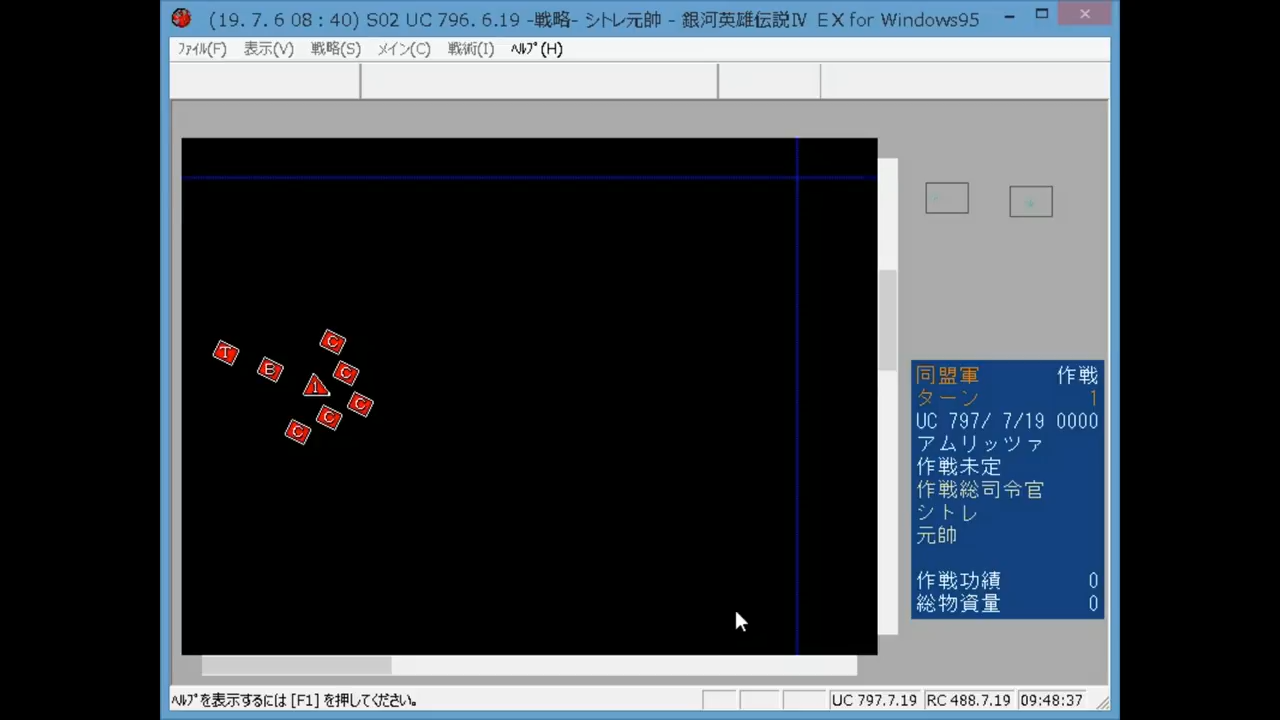 (19. 7. 6 08 : 40) S02 UC 796. 6.19 -戦略- シトレ元帥 - 銀河英雄伝説Ⅳ EX for Windows95
ﾌｧｲﾙ(F) 表示(V) 戦略(S) メイン(C) 戦術(I) ﾍﾙﾌﾟ(H)
C
T
E
C
1
C
C
C
同盟軍 作戦
ターン 1
UC 797/ 7/19 0000
アムリッツァ
作戦未定
作戦総司令官
シトレ
元帥
作戦功績 0
総物資量 0
ﾍﾙﾌﾟを表示するには [F1] を押してください。 UC 797.7.19 RC 488.7.19 09:48:37